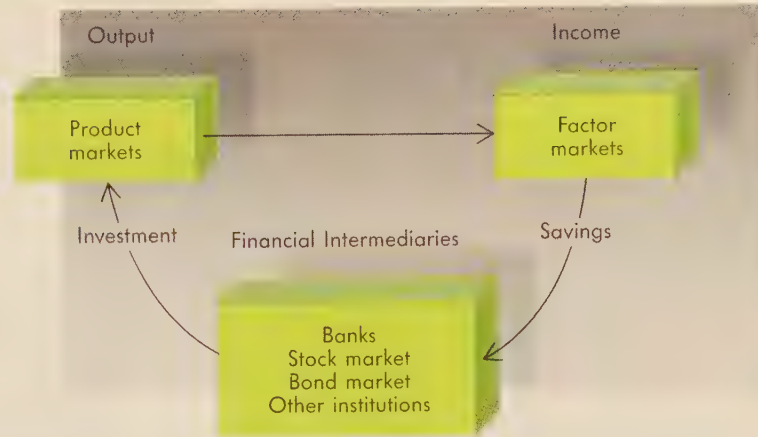 Output
Income
Product
markets
Factor
markets
Investment
Financial Intermediaries
Savings
Banks
Stock market
Bond market
Other institutions